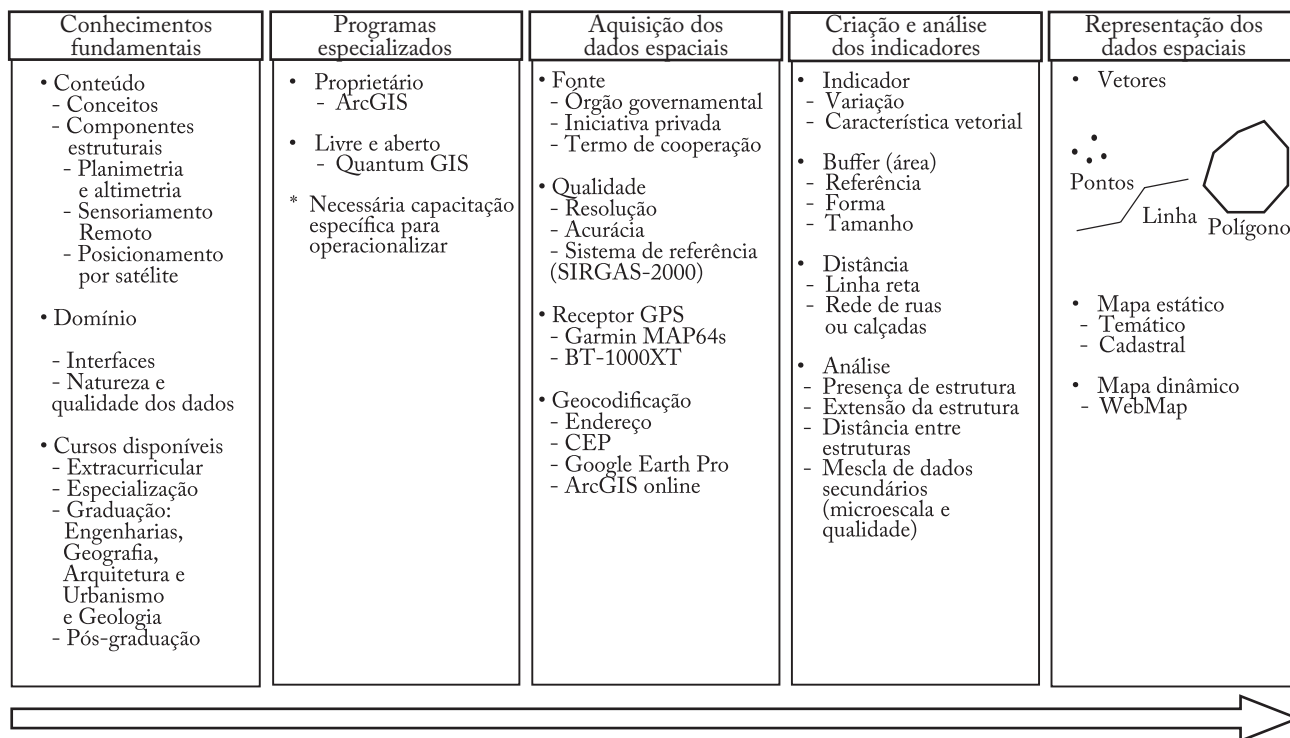 Conhecimentos
fundamentais
• Conteúdo
- Conceitos
- Componentes
estruturais
- Planimetria
e altimetria
- Sensoriamento
Remoto
- Posicionamento
por satélite
• Domínio
- Interfaces
- Natureza e
qualidade dos dados
• Cursos disponíveis
- Extracurricular
- Especialização
- Graduação:
Engenharias,
Geografia,
Arquitetura e
Urbanismo
e Geologia
- Pós-graduação
Programas
especializados
• Proprietário
- ArcGIS
• Livre e aberto
- Quantum GIS
* Necessária capacitação
específica para
operacionalizar
Aquisição dos
dados espaciais
• Fonte
- Órgão governamental
- Iniciativa privada
- Termo de cooperação
• Qualidade
- Resolução
- Acurácia
- Sistema de referência
(SIRGAS-2000)
• Receptor GPS
- Garmin MAP64s
- BT-1000XT
• Geocodificação
- Endereço
- CEP
- Google Earth Pro
- ArcGIS online
Criação e análise
dos indicadores
• Indicador
- Variação
- Característica vetorial
• Buffer (área)
- Referência
- Forma
- Tamanho
• Distância
- Linha reta
- Rede de ruas
ou calçadas
• Análise
- Presença de estrutura
- Extensão da estrutura
- Distância entre
estruturas
- Mescla de dados
secundários
(microescala e
qualidade)
Representação dos
dados espaciais
• Vetores
Pontos
Linha
Polígono
• Mapa estático
- Temático
- Cadastral
• Mapa dinâmico
- WebMap